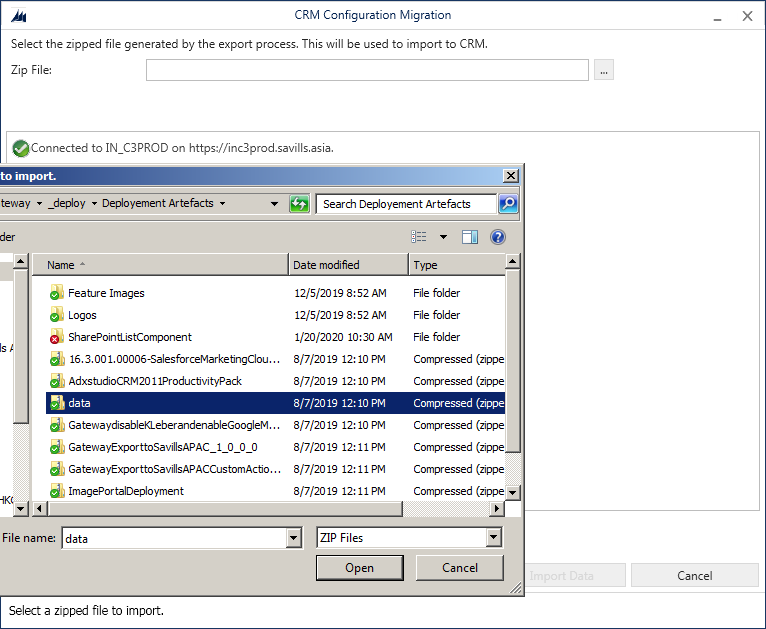 CRM Configuration Migration
Select the zipped file generated by the export process. This will be used to import to CRM.
Zip File:
...
Connected to IN_C3PROD on https://inc3prod.savills.asia.
to import.
teway _deploy Deployement Artefacts Search Deployement Artefacts
der
Name Date modified Type
Feature Images 12/5/2019 8:52 AM File folder
Logos 12/5/2019 8:52 AM File folder
SharePointListComponent 1/20/2020 10:30 AM File folder
16.3.001.00006-SalesforceMarketingClou... 8/7/2019 12:10 PM Compressed (zippe
AdxstudioCRM2011ProductivityPack 8/7/2019 12:10 PM Compressed (zippe
data 8/7/2019 12:10 PM Compressed (zippe
GatewaydisableKLeberandenableGoogleM... 8/7/2019 12:10 PM Compressed (zippe
GatewayExporttoSavillsAPAC_1_0_0_0 8/7/2019 12:11 PM Compressed (zippe
GatewayExporttoSavillsAPACCustomActio... 8/7/2019 12:11 PM Compressed (zippe
ImagePortalDeployment 8/7/2019 12:11 PM Compressed (zippe
ls A
HK
File name: data ZIP Files
Open Cancel
Import Data Cancel
Select a zipped file to import.